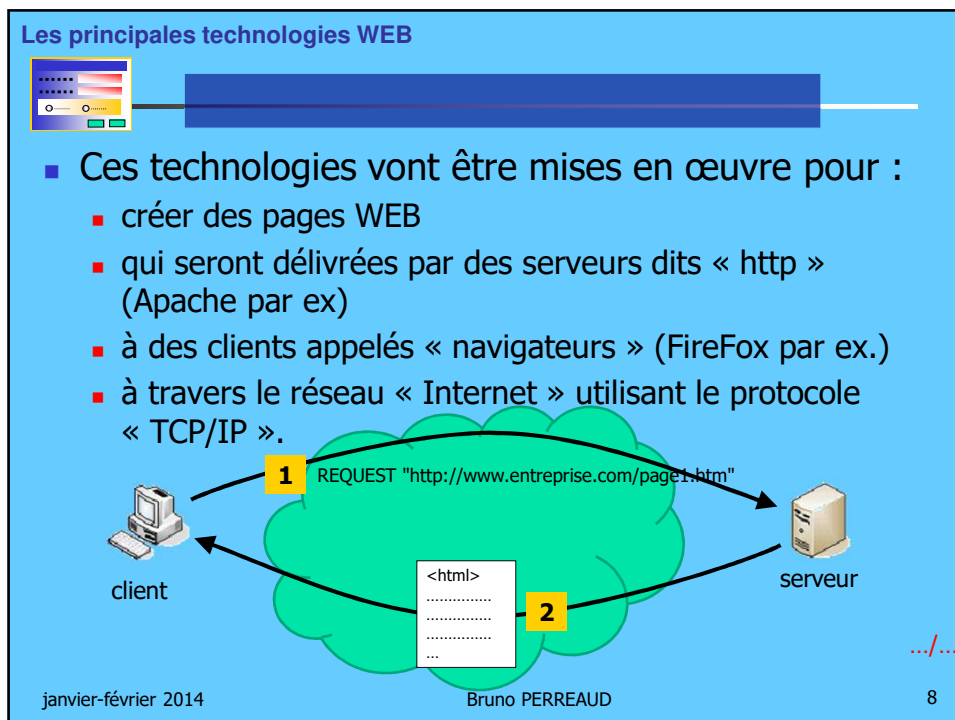 Les principales technologies WEB
Ces technologies vont être mises en œuvre pour :
créer des pages WEB
qui seront délivrées par des serveurs dits « http »
(Apache par ex)
à des clients appelés « navigateurs » (FireFox par ex.)
à travers le réseau « Internet » utilisant le protocole
« TCP/IP ».
1 REQUEST "http://www.entreprise.com/page1.htm"
client
serveur
<html>
...............
...............
...............
...
2
.../...
janvier-février 2014 Bruno PERREAUD 8